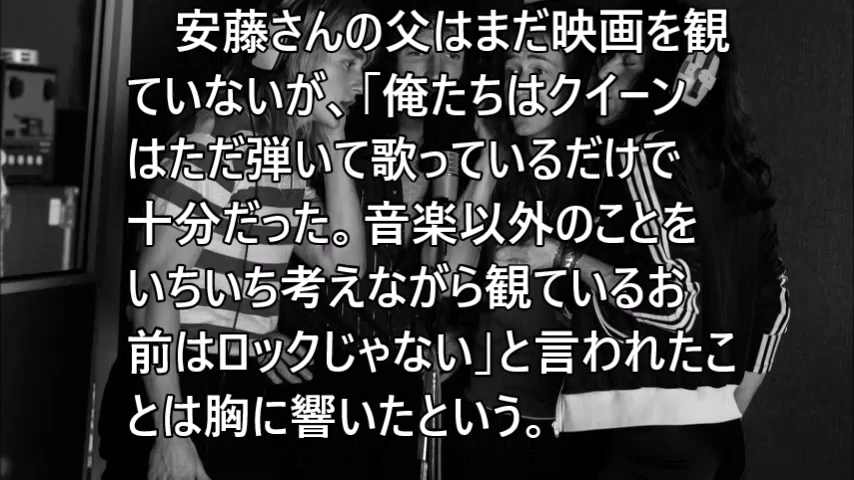 安藤さんの父はまだ映画を観
ていないが、「俺たちはクイーン
はただ弾いて歌っているだけで
十分だった。音楽以外のことを
いちいち考えながら観ているお
前はロックじゃない」と言われたこ
とは胸に響いたという。